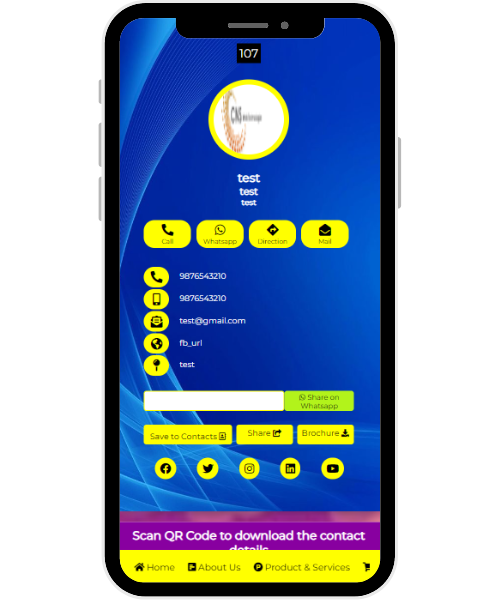 107
CNS
test
test
test
Call
Whatsapp
Direction
Mail
9876543210
9876543210
test@gmail.com
fb_url
test
Share on
Whatsapp
Save to Contacts
Share
Brochure
Scan QR Code to download the contact
details
Home
About Us
Product & Services